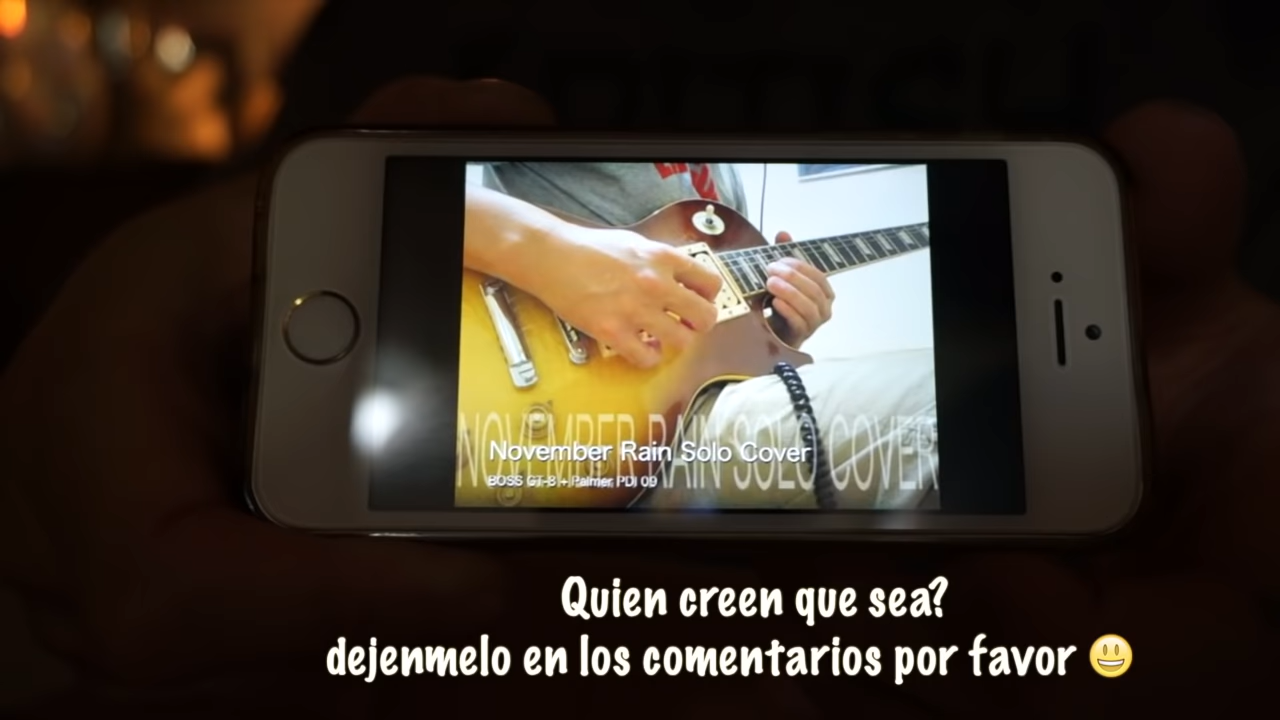 NOVEMBER RAIN SOLO COVER
November Rain Solo Cover
BOSS GT-8 + Palmer PDI 09
Quien creen que sea?
dejenmelo en los comentarios por favor 😃